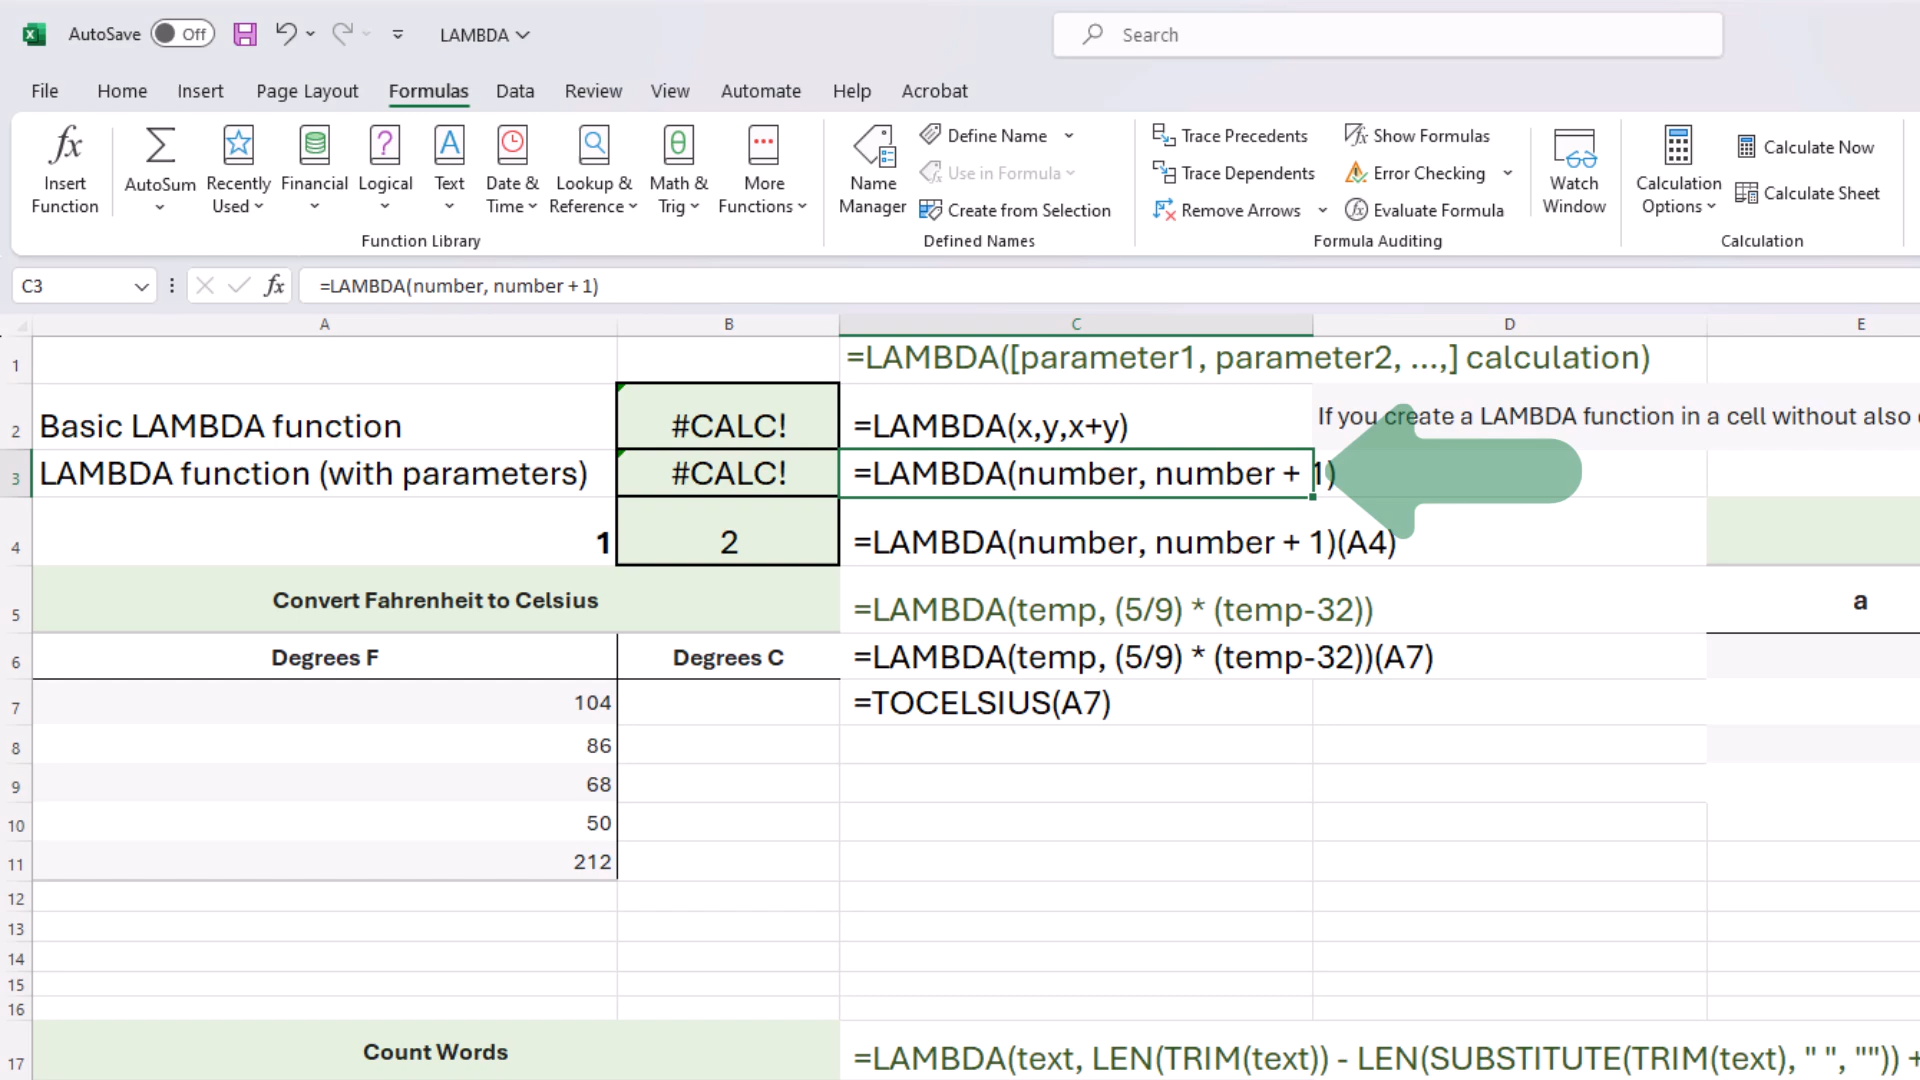 AutoSave Off LAMBDA Search
File Home Insert Page Layout Formulas Data Review View Automate Help Acrobat
Insert Function
AutoSum
Recently Used
Financial
Logical
Text
Date & Time
Lookup & Reference
Math & Trig
More Functions
Function Library
Name Manager
Define Name
Use in Formula
Create from Selection
Defined Names
Trace Precedents
Trace Dependents
Remove Arrows
Show Formulas
Error Checking
Evaluate Formula
Formula Auditing
Watch Window
Calculation Options
Calculate Now
Calculate Sheet
Calculation
C3 fx =LAMBDA(number, number + 1)
A B C D E
1 =LAMBDA([parameter1, parameter2, ...,] calculation)
2 Basic LAMBDA function #CALC! =LAMBDA(x,y,x+y) If you create a LAMBDA function in a cell without also
3 LAMBDA function (with parameters) #CALC! =LAMBDA(number, number + 1)
4 1 2 =LAMBDA(number, number + 1)(A4)
5 Convert Fahrenheit to Celsius =LAMBDA(temp, (5/9) * (temp-32)) a
6 Degrees F Degrees C =LAMBDA(temp, (5/9) * (temp-32))(A7)
7 104 =TOCELSIUS(A7)
8 86
9 68
10 50
11 212
12
13
14
15
16
17 Count Words =LAMBDA(text, LEN(TRIM(text)) - LEN(SUBSTITUTE(TRIM(text), " ", "")) +